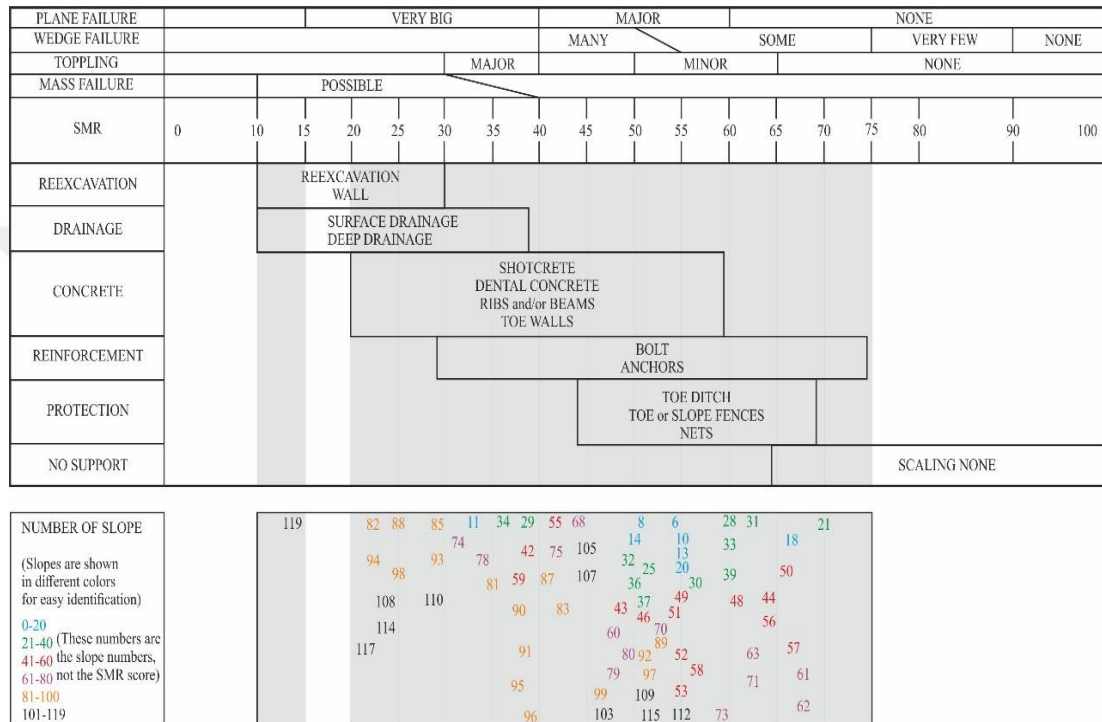 PLANE FAILURE VERY BIG MAJOR NONE
WEDGE FAILURE MANY SOME VERY FEW NONE
TOPPLING MAJOR MINOR NONE
MASS FAILURE POSSIBLE
SMR 0 10 15 20 25 30 35 40 45 50 55 60 65 70 75 80 90 100
REEXCAVATION
REEXCAVATION
WALL
DRAINAGE
SURFACE DRAINAGE
DEEP DRAINAGE
CONCRETE
SHOTCRETE
DENTAL CONCRETE
RIBS and/or BEAMS
TOE WALLS
REINFORCEMENT
BOLT
ANCHORS
PROTECTION
TOE DITCH
TOE or SLOPE FENCES
NETS
NO SUPPORT SCALING NONE
NUMBER OF SLOPE
(Slopes are shown
in different colors
for easy identification)
0-20
21-40 (These numbers are
41-60 the slope numbers,
61-80 not the SMR score)
81-100
101-119
119 82 88 85 11 34 29 55 68 8 6 28 31 21
74 42 75 105 14 10 33 18
94 98 93 78 32 13
81 59 87 107 36 25 20 30 39 50
108 110 90 83 43 37 49 48 44
114 46 51 56
117 60 70 89
91 80 92 52 63 57
79 97 58 71 61
95 99 109 53 62
96 103 115 112 73